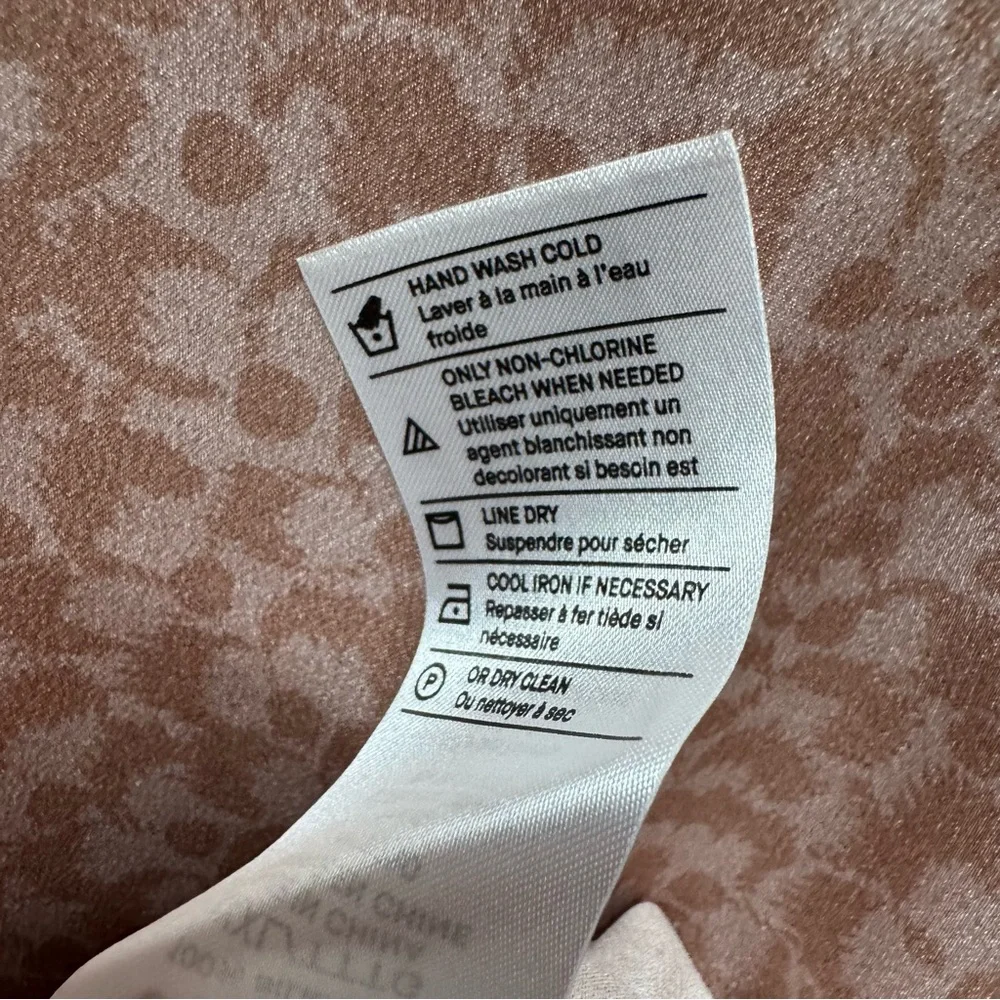 HAND WASH COLD
Laver à la main à l'eau
froide
ONLY NON-CHLORINE
BLEACH WHEN NEEDED
Utiliser uniquement un
agent blanchissant non
decolorant si besoin est
LINE DRY
Suspendre pour sécher
COOL IRON IF NECESSARY
Repasser à fer tiède si
nécessaire
P
OR DRY CLEAN
Ou nettoyer à sec